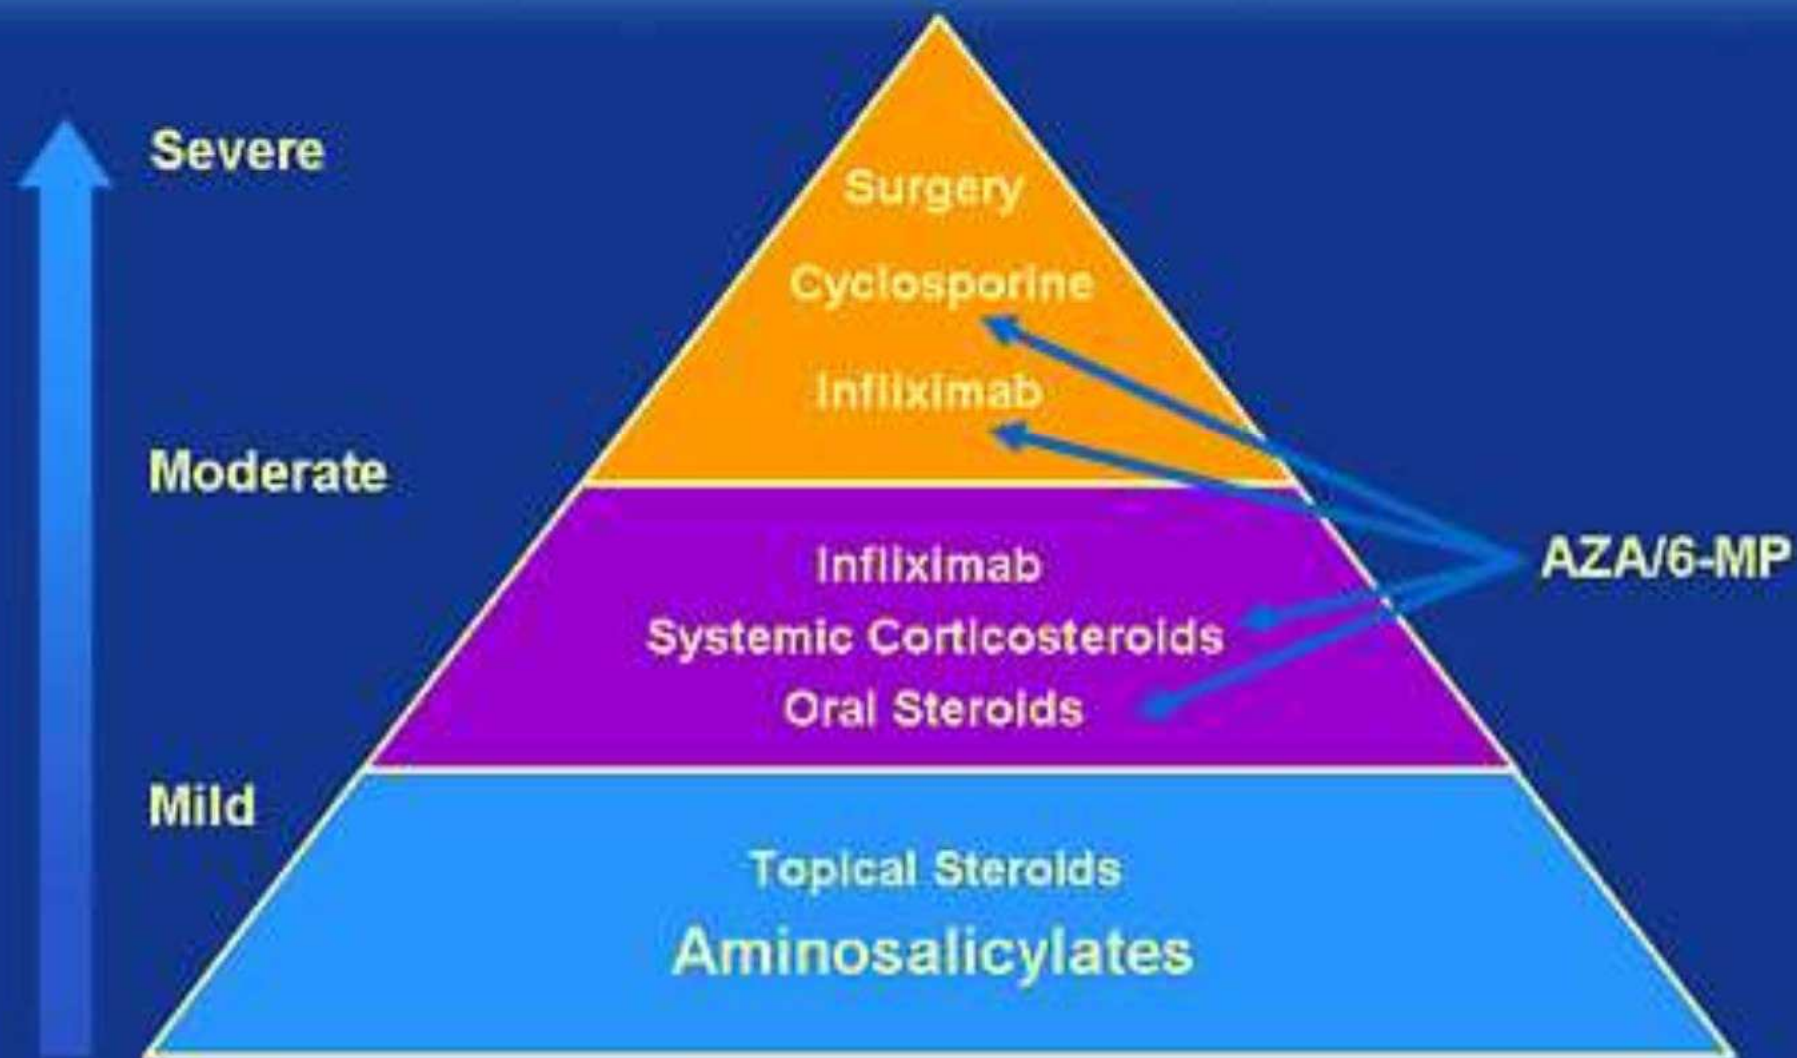 Severe
Surgery
Cyclosporine
Infliximab
Moderate
Infliximab
AZA/6-MP
Systemic Corticosteroids
Oral Steroids
Mild
Topical Steroids
Aminosalicylates